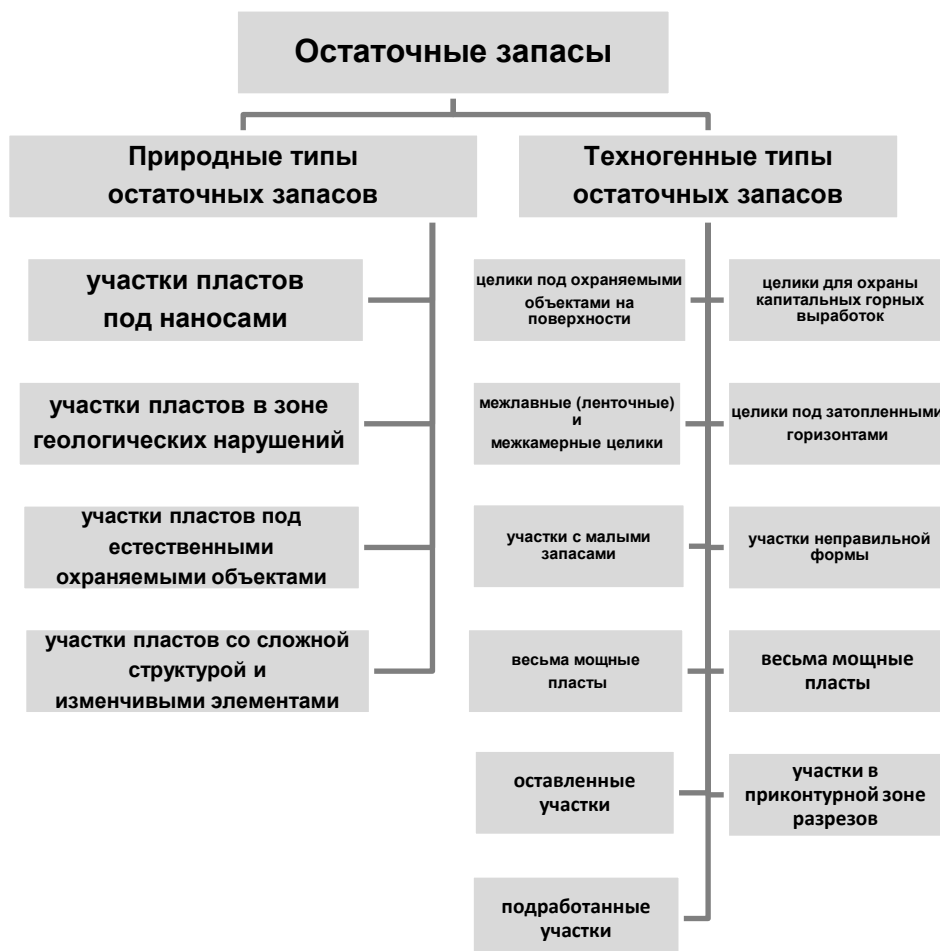 Остаточные запасы
Природные типы
остаточных запасов
Техногенные типы
остаточных запасов
участки пластов
под наносами
участки пластов в зоне
геологических нарушений
участки пластов под
естественными
охраняемыми объектами
участки пластов со сложной
структурой и
изменчивыми элементами
целики под охраняемыми
объектами на
поверхности
целики для охраны
капитальных горных
выработок
межлавные (ленточные)
и
межкамерные целики
целики под затопленными
горизонтами
участки с малыми
запасами
участки неправильной
формы
весьма мощные
пласты
весьма мощные
пласты
оставленные
участки
участки в
приконтурной зоне
разрезов
подработанные
участки